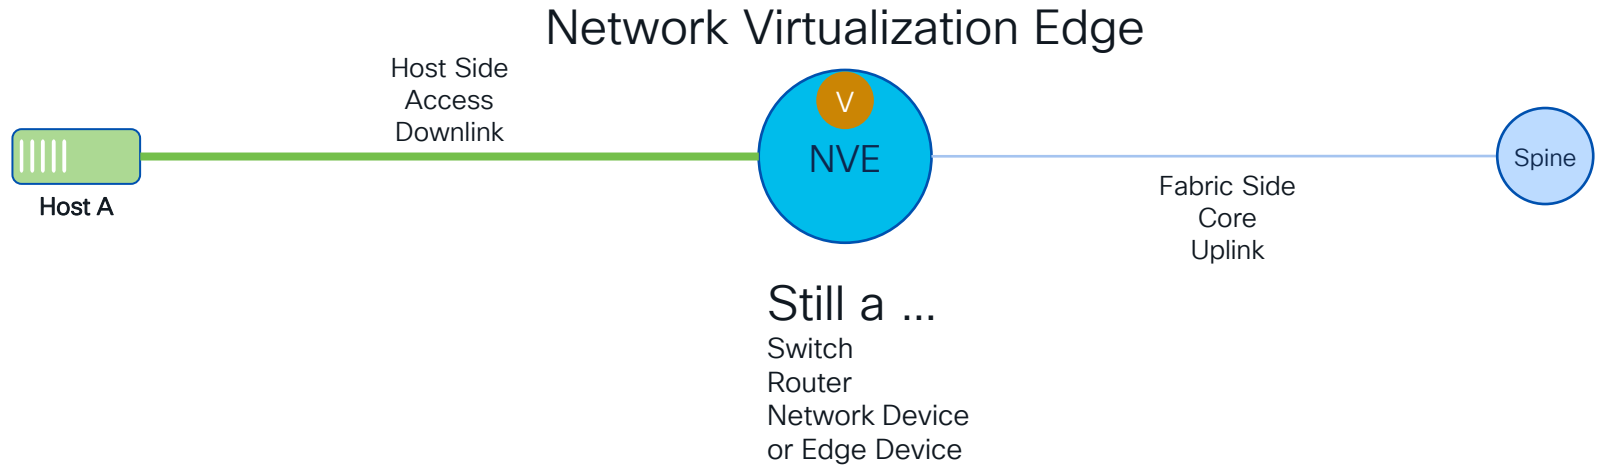 Network Virtualization Edge
Host Side
Access
Downlink
V
NVE
Spine
Host A
Fabric Side
Core
Uplink
Still a ...
Switch
Router
Network Device
or Edge Device